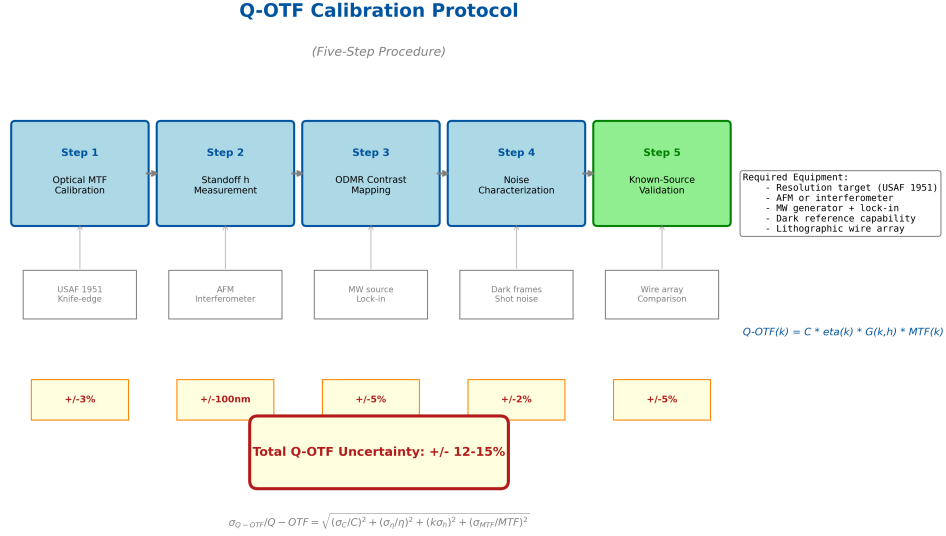 Q-OTF Calibration Protocol
(Five-Step Procedure)
Step 1
Optical MTF
Calibration
Step 2
Standoff h
Measurement
Step 3
ODMR Contrast
Mapping
Step 4
Noise
Characterization
Step 5
Known-Source
Validation
Required Equipment:
- Resolution target (USAF 1951)
- AFM or interferometer
- MW generator + lock-in
- Dark reference capability
- Lithographic wire array
USAF 1951
Knife-edge
AFM
Interferometer
MW source
Lock-in
Dark frames
Shot noise
Wire array
Comparison
Q-OTF(k) = C * eta(k) * G(k,h) * MTF(k)
+/-3%
+/-100nm
+/-5%
+/-2%
+/-5%
Total Q-OTF Uncertainty: +/- 12-15%
σ_{Q−OTF}/Q − OTF = √((σ_C/C)² + (σ_η/η)² + (kσ_h)² + (σ_{MTF}/MTF)²)